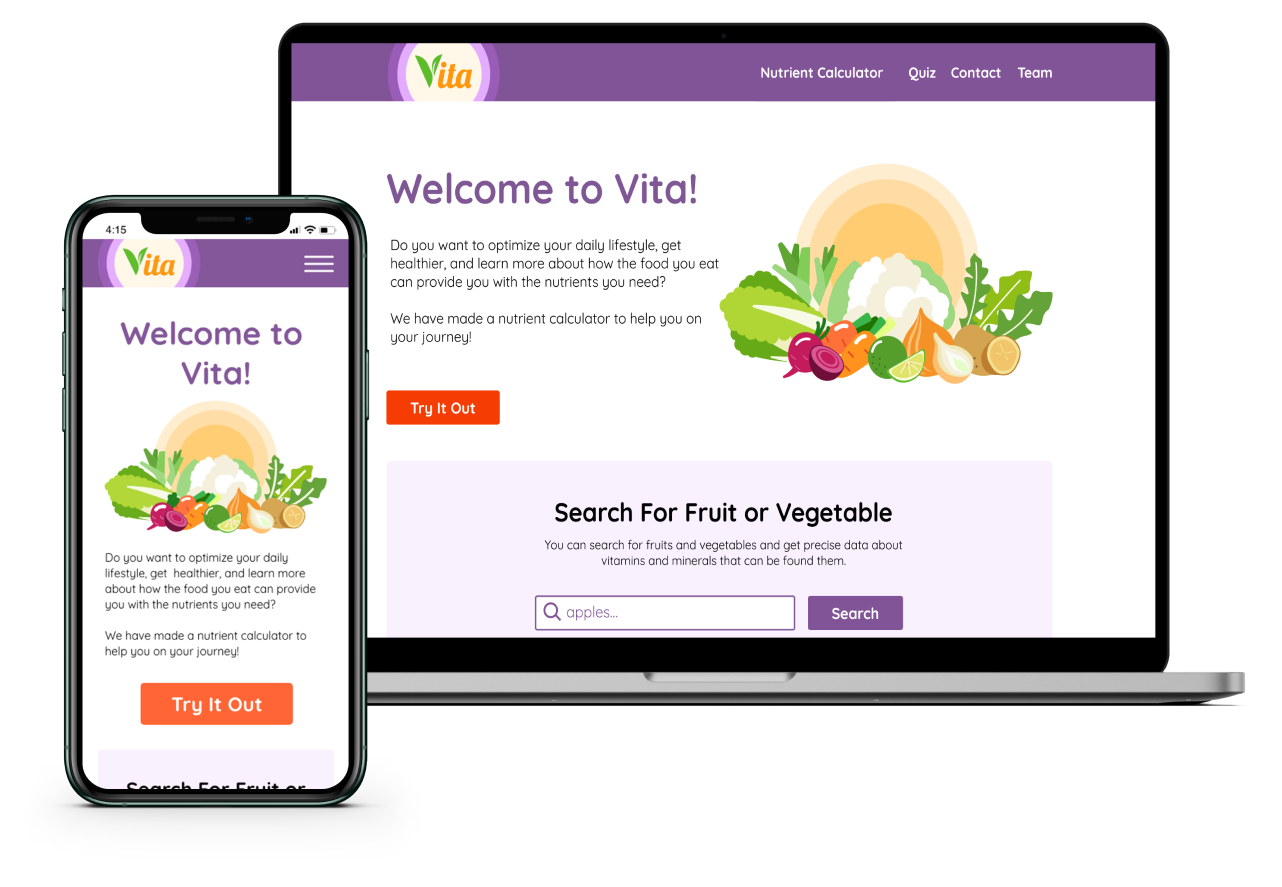 Vita
Nutrient Calculator Quiz Contact Team
Welcome to Vita!
Do you want to optimize your daily lifestyle, get
healthier, and learn more about how the food you eat
can provide you with the nutrients you need?
We have made a nutrient calculator to help you on
your journey!
Try It Out
Search For Fruit or Vegetable
You can search for fruits and vegetables and get precise data about
vitamins and minerals that can be found them.
apples...
Search
4:15
Vita
Welcome to
Vita!
Do you want to optimize your daily
lifestyle, get healthier, and learn more
about how the food you eat can provide
you with the nutrients you need?
We have made a nutrient calculator to
help you on your journey!
Try It Out
Search For Fruit or